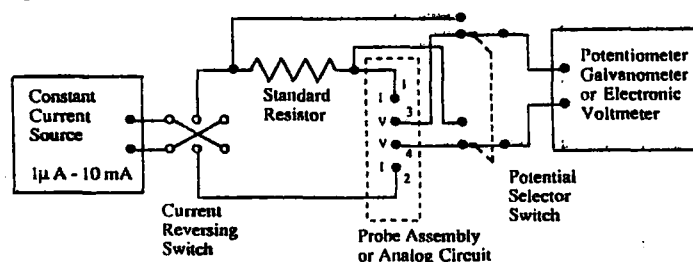 Constant
Current
Source
1μ A - 10 mA
Current
Reversing
Switch
Standard
Resistor
I
1
V
3
V
4
I
2
Probe Assembly
or Analog Circuit
Potential
Selector
Switch
Potentiometer
Galvanometer
or Electronic
Voltmeter